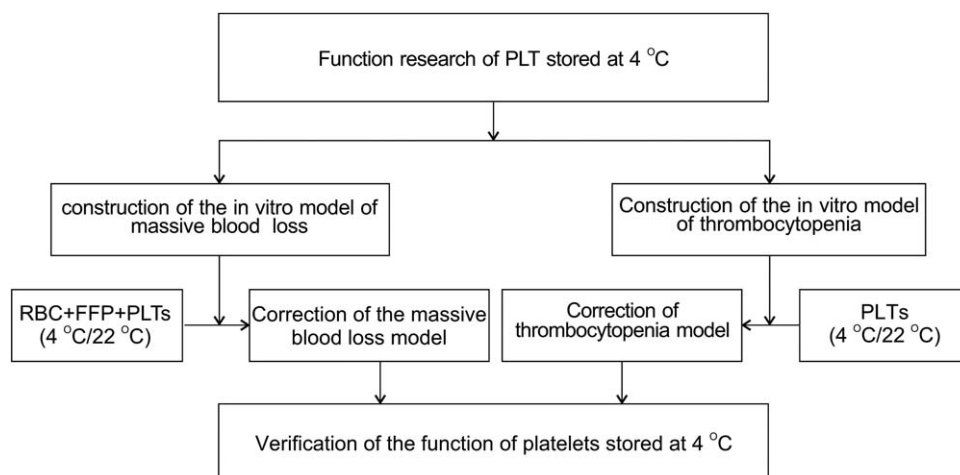 Function research of PLT stored at 4 °C
construction of the in vitro model of
massive blood loss
Construction of the in vitro model
of thrombocytopenia
RBC+FFP+PLTs
(4 °C/22 °C)
Correction of the massive
blood loss model
Correction of
thrombocytopenia model
PLTs
(4 °C/22 °C)
Verification of the function of platelets stored at 4 °C